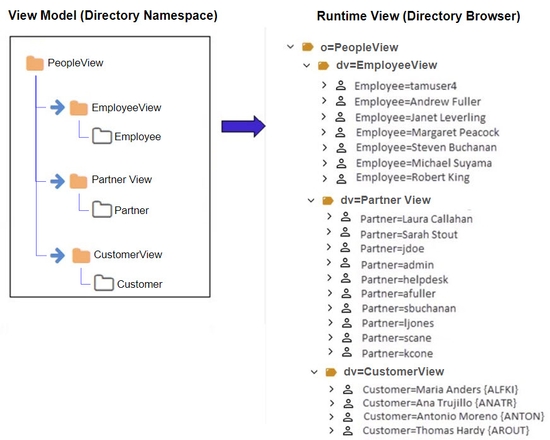 View Model (Directory Namespace)
PeopleView
EmployeeView
Employee
Partner View
Partner
CustomerView
Customer
Runtime View (Directory Browser)
o=PeopleView
dv=EmployeeView
Employee=tamuser4
Employee=Andrew Fuller
Employee=Janet Leverling
Employee=Margaret Peacock
Employee=Steven Buchanan
Employee=Michael Suyama
Employee=Robert King
dv=Partner View
Partner=Laura Callahan
Partner=Sarah Stout
Partner=jdoe
Partner=admin
Partner=helpdesk
Partner=afuller
Partner=sbuchanan
Partner=ljones
Partner=scane
Partner=kcone
dv=CustomerView
Customer=Maria Anders {ALFKI}
Customer=Ana Trujillo {ANATR}
Customer=Antonio Moreno {ANTON}
Customer=Thomas Hardy {AROUT}